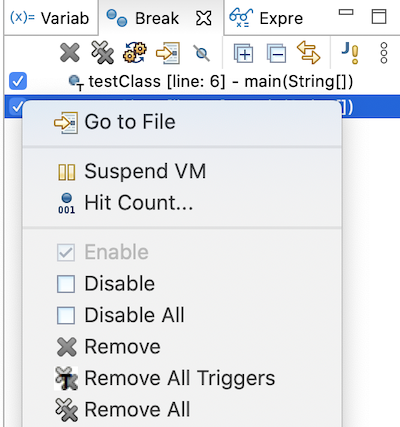 (x)= Variab Break Expre
testClass [line: 6] - main(String[])
Go to File
Suspend VM
Hit Count...
Enable
Disable
Disable All
Remove
Remove All Triggers
Remove All